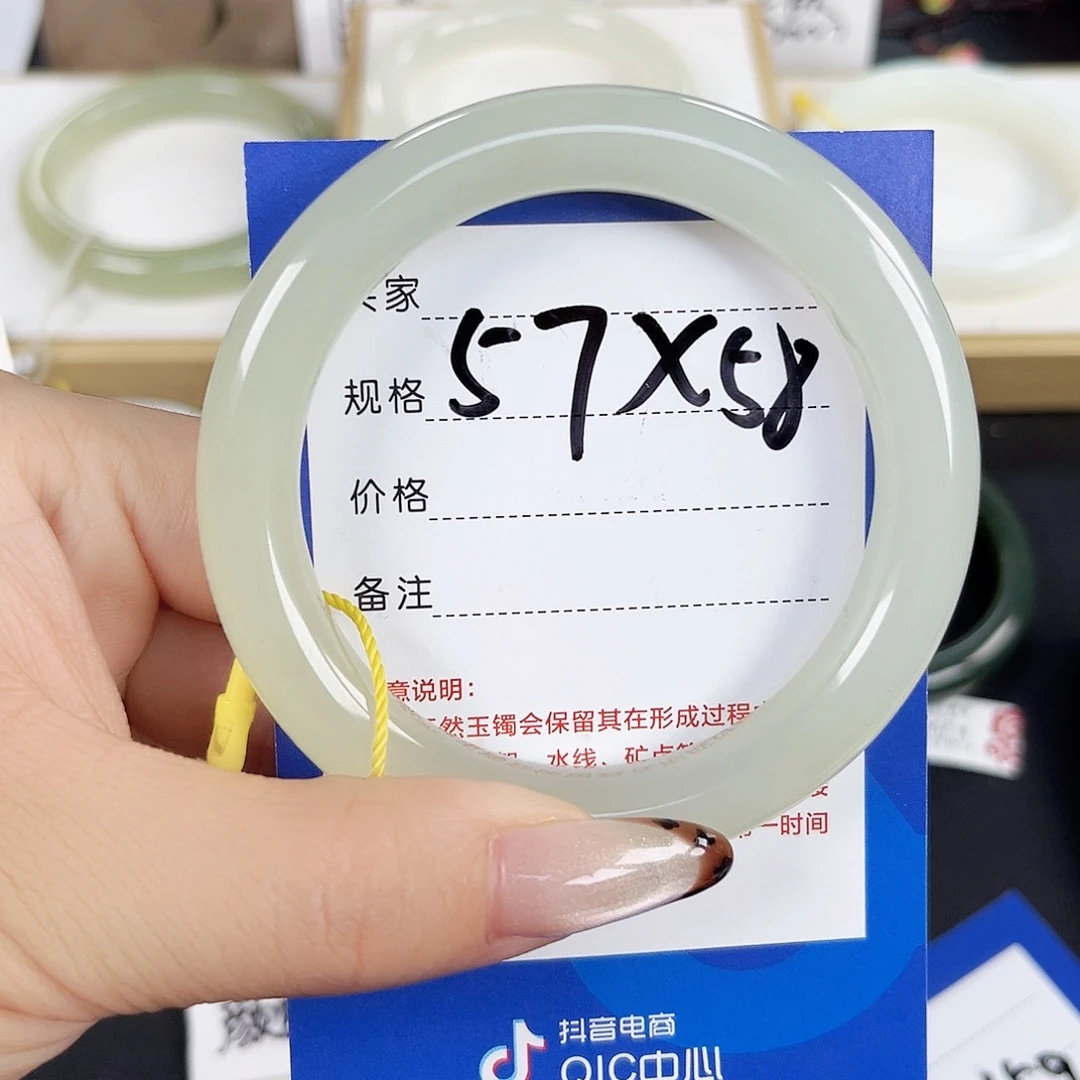 家
规格 57X58
价格
备注
意说明：
然玉镯会保留其在形成过程
水线、矿点
一时间
抖音电商
QIC中心